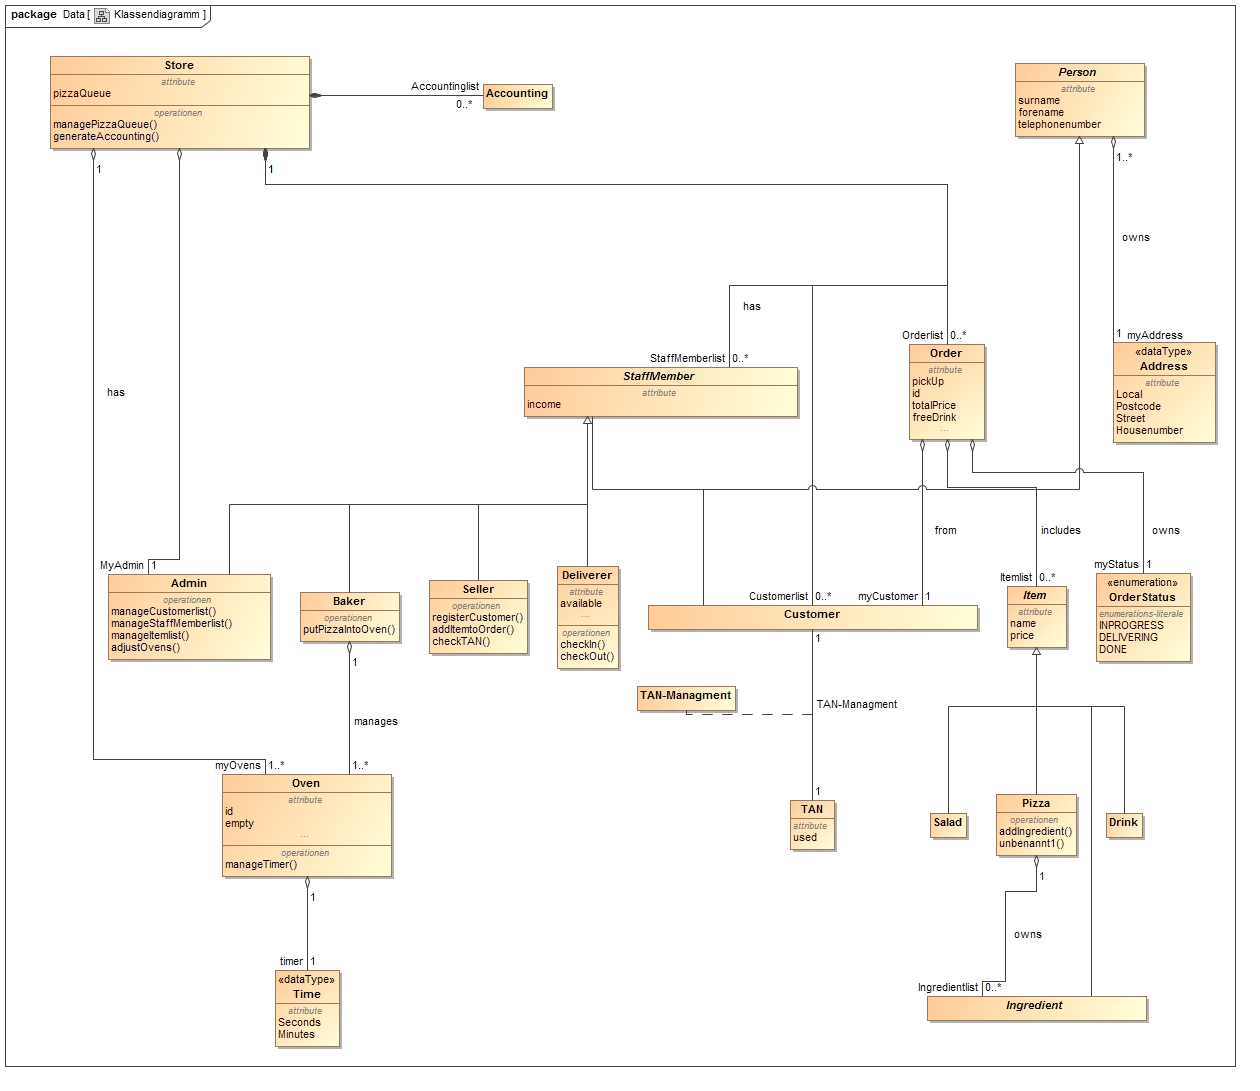 package Data [ Klassendiagramm ]
Store
attribute
pizzaQueue
operationen
managePizzaQueue()
generateAccounting()
Accountinglist
0..*
Accounting
Person
attribute
surname
forename
telephonenumber
1
1
1..*
owns
has
has
1 myAddress
«dataType»
Address
attribute
Local
Postcode
Street
Housenumber
Orderlist 0..*
Order
attribute
pickUp
id
totalPrice
freeDrink
...
StaffMemberlist 0..*
StaffMember
attribute
income
from
includes
owns
MyAdmin 1
Admin
operationen
manageCustomerlist()
manageStaffMemberlist()
manageItemlist()
adjustOvens()
Baker
operationen
putPizzaIntoOven()
1
Seller
operationen
registerCustomer()
addItemtoOrder()
checkTAN()
Deliverer
attribute
available
...
operationen
checkIn()
checkOut()
Customerlist 0..*
myCustomer 1
Customer
1
Itemlist 0..*
Item
attribute
name
price
myStatus 1
«enumeration»
OrderStatus
enumerations-literale
INPROGRESS
DELIVERING
DONE
TAN-Managment
TAN-Managment
manages
myOvens 1..*
1..*
Oven
attribute
id
empty
...
operationen
manageTimer()
1
1
TAN
attribute
used
Salad
Pizza
operationen
addIngredient()
unbenannt1()
Drink
1
owns
timer 1
«dataType»
Time
attribute
Seconds
Minutes
Ingredientlist 0..*
Ingredient